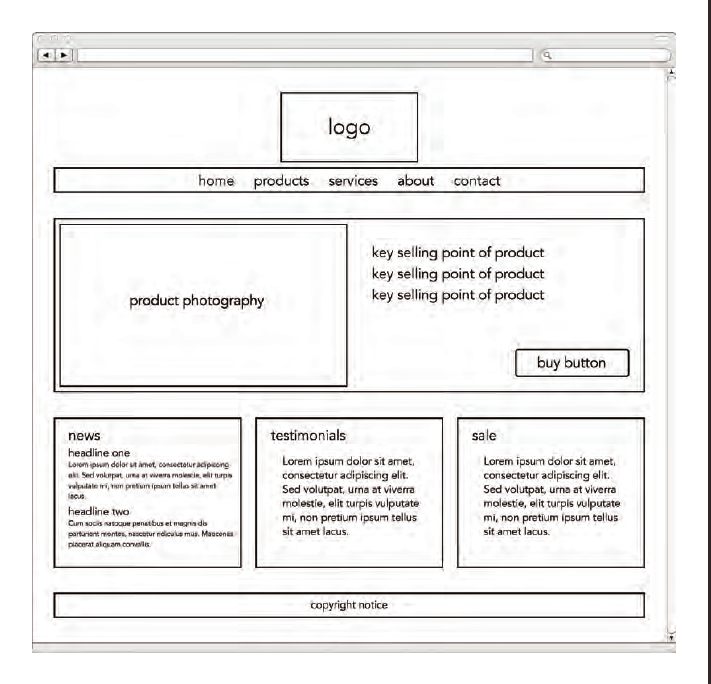 logo
home products services about contact
product photography
key selling point of product
key selling point of product
key selling point of product
buy button
news
headline one
Lorem ipsum dolor sit amet, consectetur adipiscing
elit. Sed volutpat, urna at viverra molestie, elit turpis
vulputate mi, non pretium ipsum tellus sit amet
lacus.
headline two
Cum sociis natoque penatibus et magnis dis
parturient montes, nascetur ridiculus mus. Maecenas
placerat aliquam convallis.
testimonials
Lorem ipsum dolor sit amet,
consectetur adipiscing elit.
Sed volutpat, urna at viverra
molestie, elit turpis vulputate
mi, non pretium ipsum tellus
sit amet lacus.
sale
Lorem ipsum dolor sit amet,
consectetur adipiscing elit.
Sed volutpat, urna at viverra
molestie, elit turpis vulputate
mi, non pretium ipsum tellus
sit amet lacus.
copyright notice